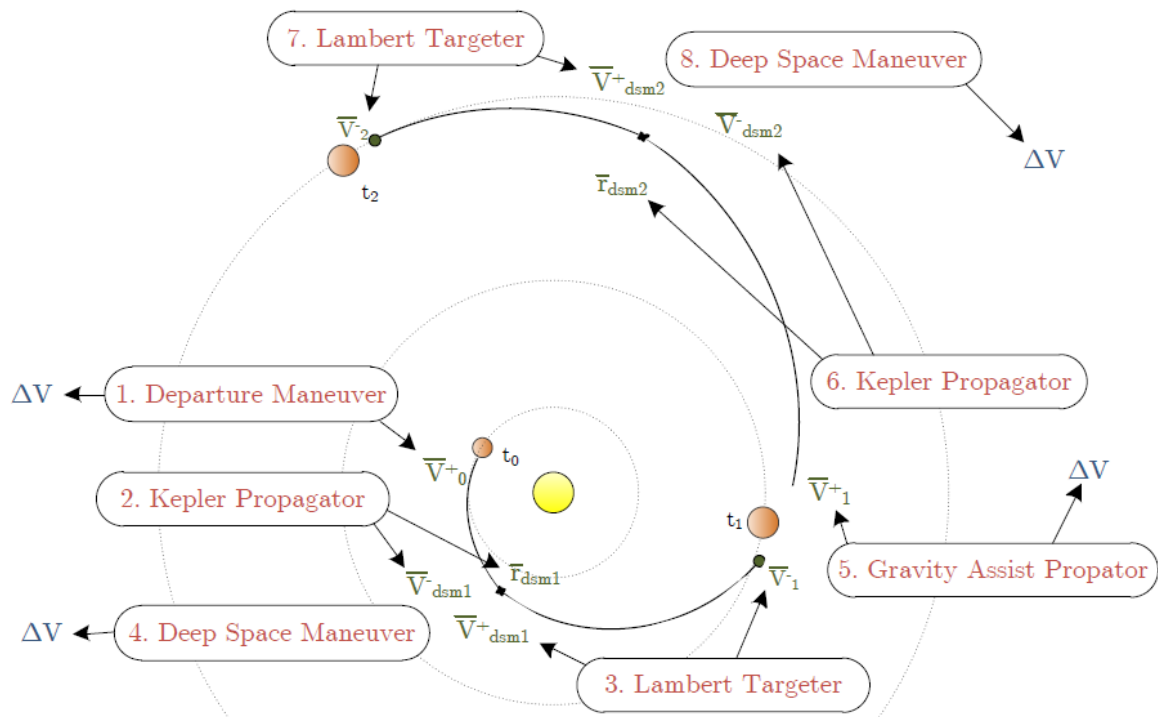 7. Lambert Targeter
8. Deep Space Maneuver
V̅⁺dsm2
V̅⁻₂
V̅⁻dsm2
ΔV
r̅dsm2
t₂
6. Kepler Propagator
ΔV
1. Departure Maneuver
V̅⁺₀
t₀
2. Kepler Propagator
ΔV
V̅⁺₁
t₁
r̅dsm1
V̅⁻dsm1
V̅⁻₁
5. Gravity Assist Propator
V̅⁺dsm1
ΔV
4. Deep Space Maneuver
3. Lambert Targeter